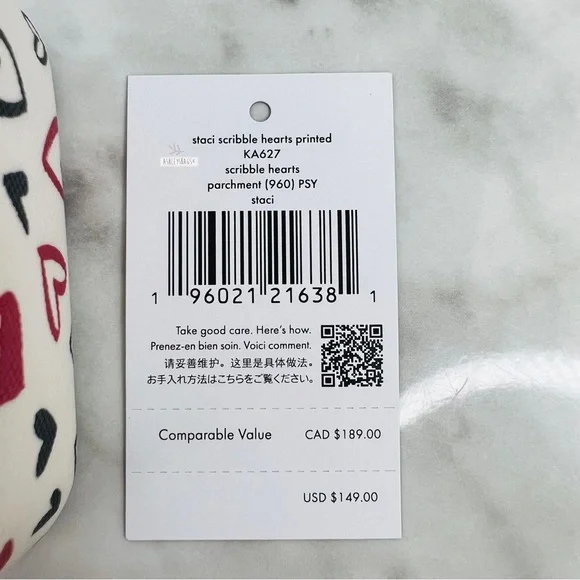 staci scribble hearts printed
KA627
scribble hearts
parchment (960) PSY
staci
1 96021 21638 1
Take good care. Here's how.
Prenez-en bien soin. Voici comment.
请妥善维护。这里是具体做法。
お手入れ方法はこちらをご覧ください。
Comparable Value CAD $189.00
USD $149.00